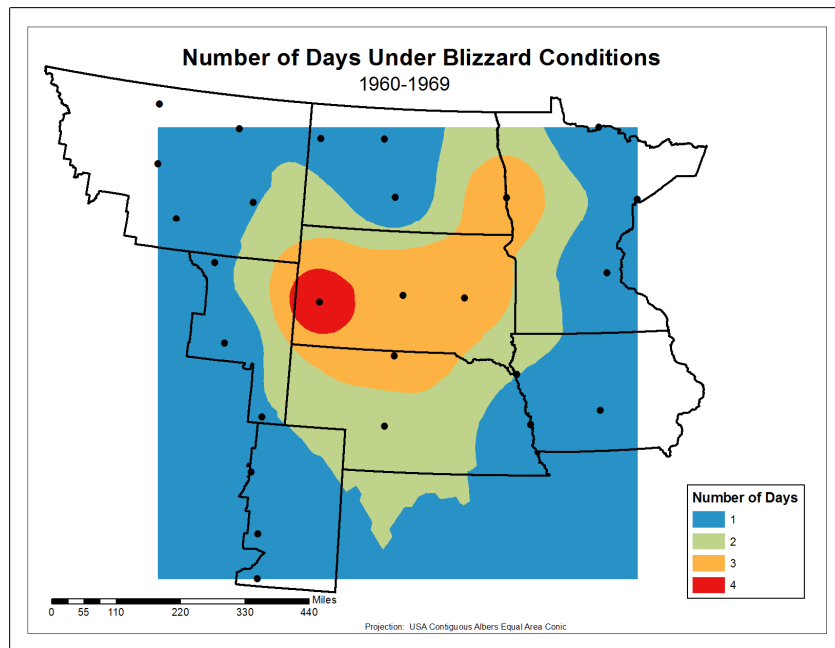 Number of Days Under Blizzard Conditions
1960-1969
Number of Days
1
2
3
4
Miles
0 55 110 220 330 440
Projection: USA Contiguous Albers Equal Area Conic